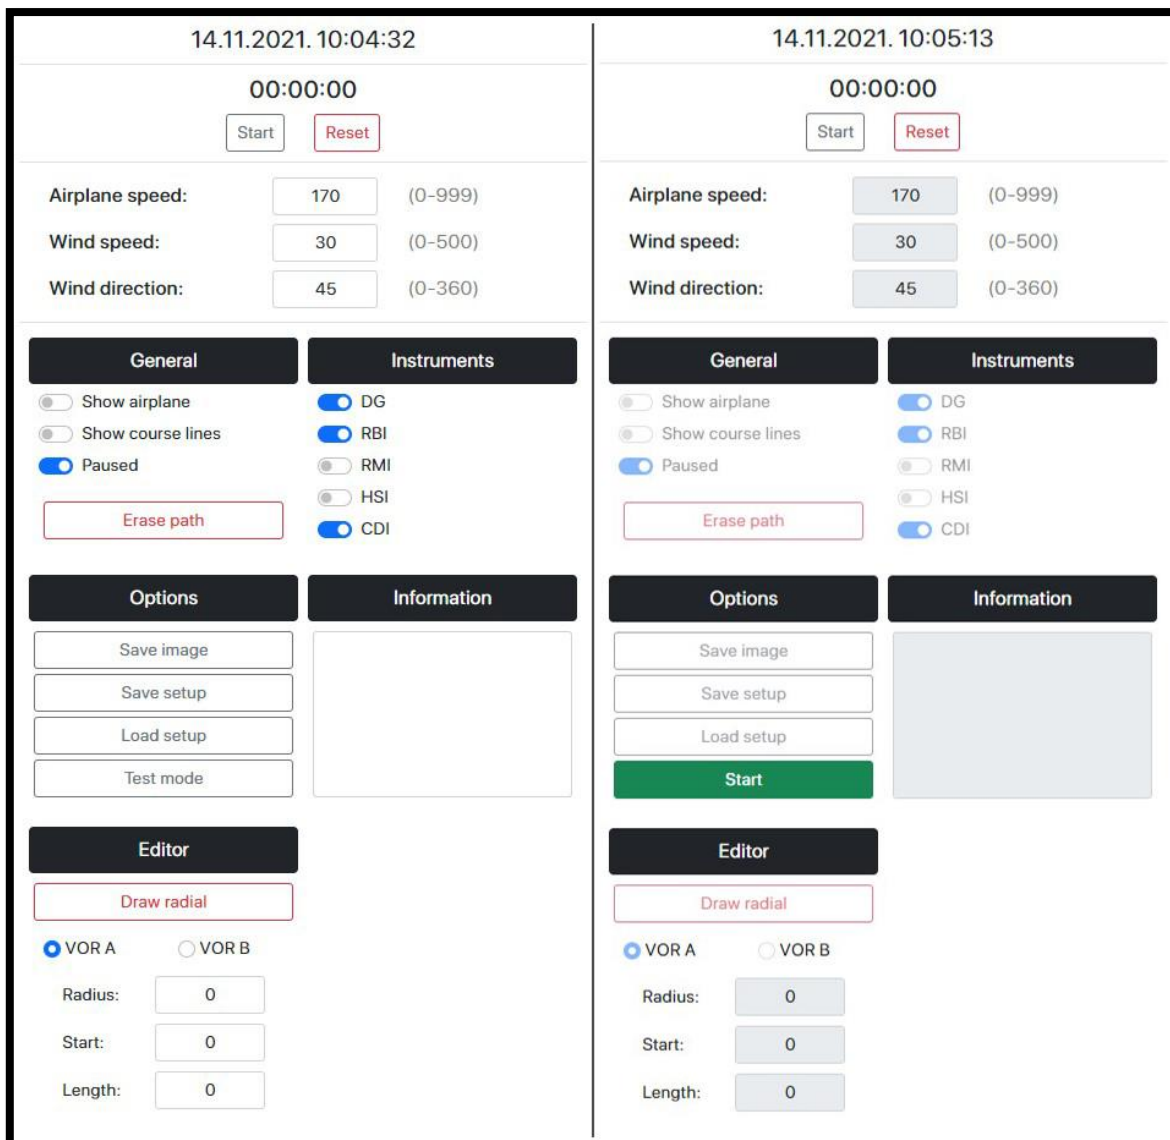 14.11.2021. 10:04:32
00:00:00
Start Reset
Airplane speed: 170 (0-999)
Wind speed: 30 (0-500)
Wind direction: 45 (0-360)
General Instruments
Show airplane DG
Show course lines RBI
Paused RMI
HSI
Erase path
CDI
Options Information
Save image
Save setup
Load setup
Test mode
Editor
Draw radial
VOR A VOR B
Radius: 0
Start: 0
Length: 0
14.11.2021. 10:05:13
00:00:00
Start Reset
Airplane speed: 170 (0-999)
Wind speed: 30 (0-500)
Wind direction: 45 (0-360)
General Instruments
Show airplane DG
Show course lines RBI
Paused RMI
HSI
Erase path
CDI
Options Information
Save image
Save setup
Load setup
Start
Editor
Draw radial
VOR A VOR B
Radius: 0
Start: 0
Length: 0